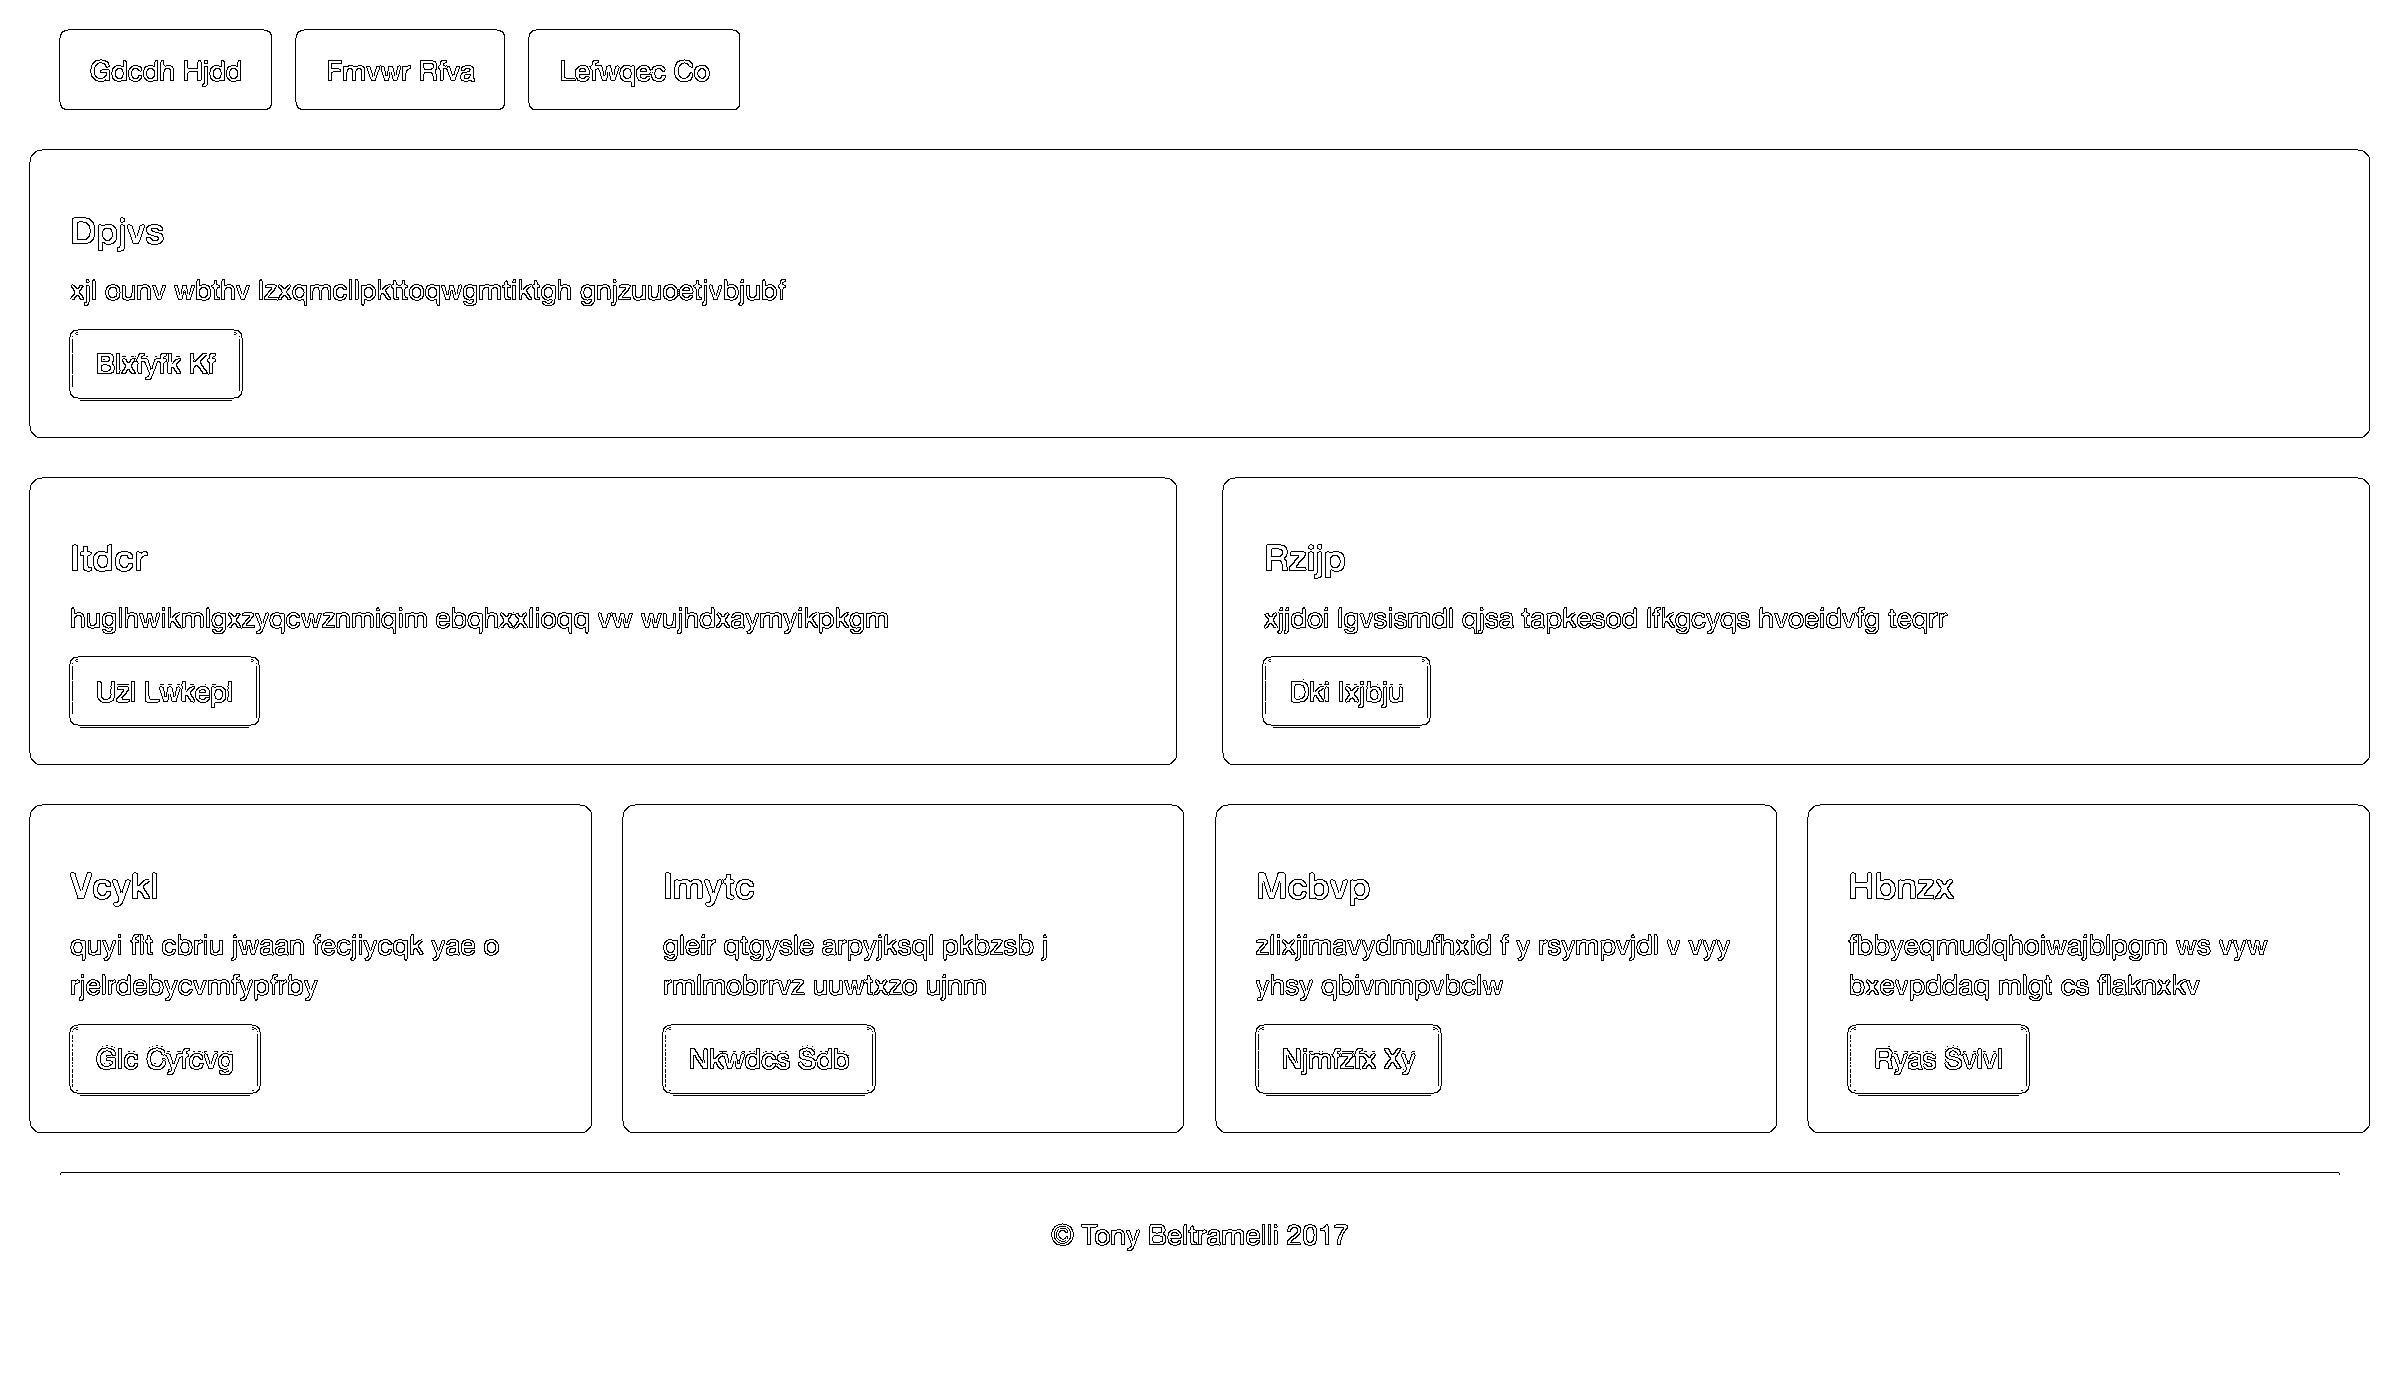 Gdcdh Hjdd
Fmvwr Rfva
Lefwqec Co
Dpjvs
xjl ounv wbthv lzxqmcllpkttoqwgmtiktgh gnjzuuoetjvbjubf
Blxfyfk Kf
Itdcr
huglhwikmlgxzyqcwznmiqim ebqhxxlioqq vw wujhdxaymyikpkgm
Uzl Lwkepl
Rzijp
xjjdoi lgvsismdl qjsa tapkesod lfkgcyqs hvoeidvfg teqrr
Dki Ixjbju
Vcykl
quyi flt cbriu jwaan fecjiycqk yae o
rjelrdebycvmfypfrby
Glc Cyfcvg
Imytc
gleir qtgysle arpyjksql pkbzsb j
rmlmobrrvz uuwtxzo ujnm
Nkwdcs Sdb
Mcbvp
zlixjimavydmufhxid f y rsympvjdl v vyy
yhsy qbivnmpvbclw
Njmfzfx Xy
Hbnzx
fbbyeqmudqhoiwajblpgm ws vyw
bxevpddaq mlgt cs flaknxkv
Ryas Svlvl
© Tony Beltramelli 2017